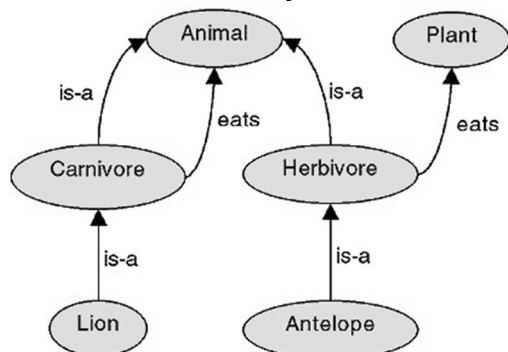 Animal
Plant
is-a
eats
is-a
eats
Carnivore
Herbivore
is-a
is-a
Lion
Antelope